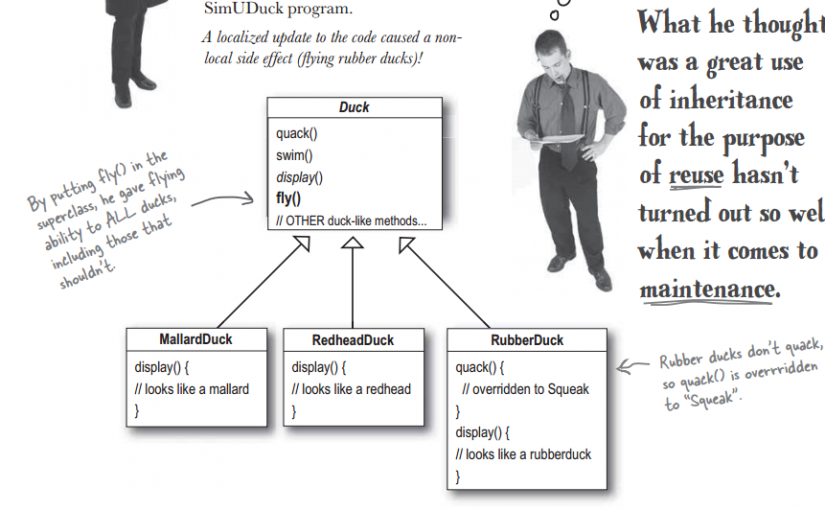 SimUDuck program.
A localized update to the code caused a non-
local side effect (flying rubber ducks)!
What he thought
was a great use
of inheritance
for the purpose
of reuse hasn't
turned out so wel
when it comes to
maintenance.
By putting fly() in the
superclass, he gave flying
ability to ALL ducks,
including those that
shouldn't.
Duck
quack()
swim()
display()
fly()
// OTHER duck-like methods...
MallardDuck
display() {
// looks like a mallard
}
RedheadDuck
display() {
// looks like a redhead
}
RubberDuck
quack() {
// overridden to Squeak
}
display() {
// looks like a rubberduck
}
Rubber ducks don't quack,
so quack() is overrridden
to "Squeak".